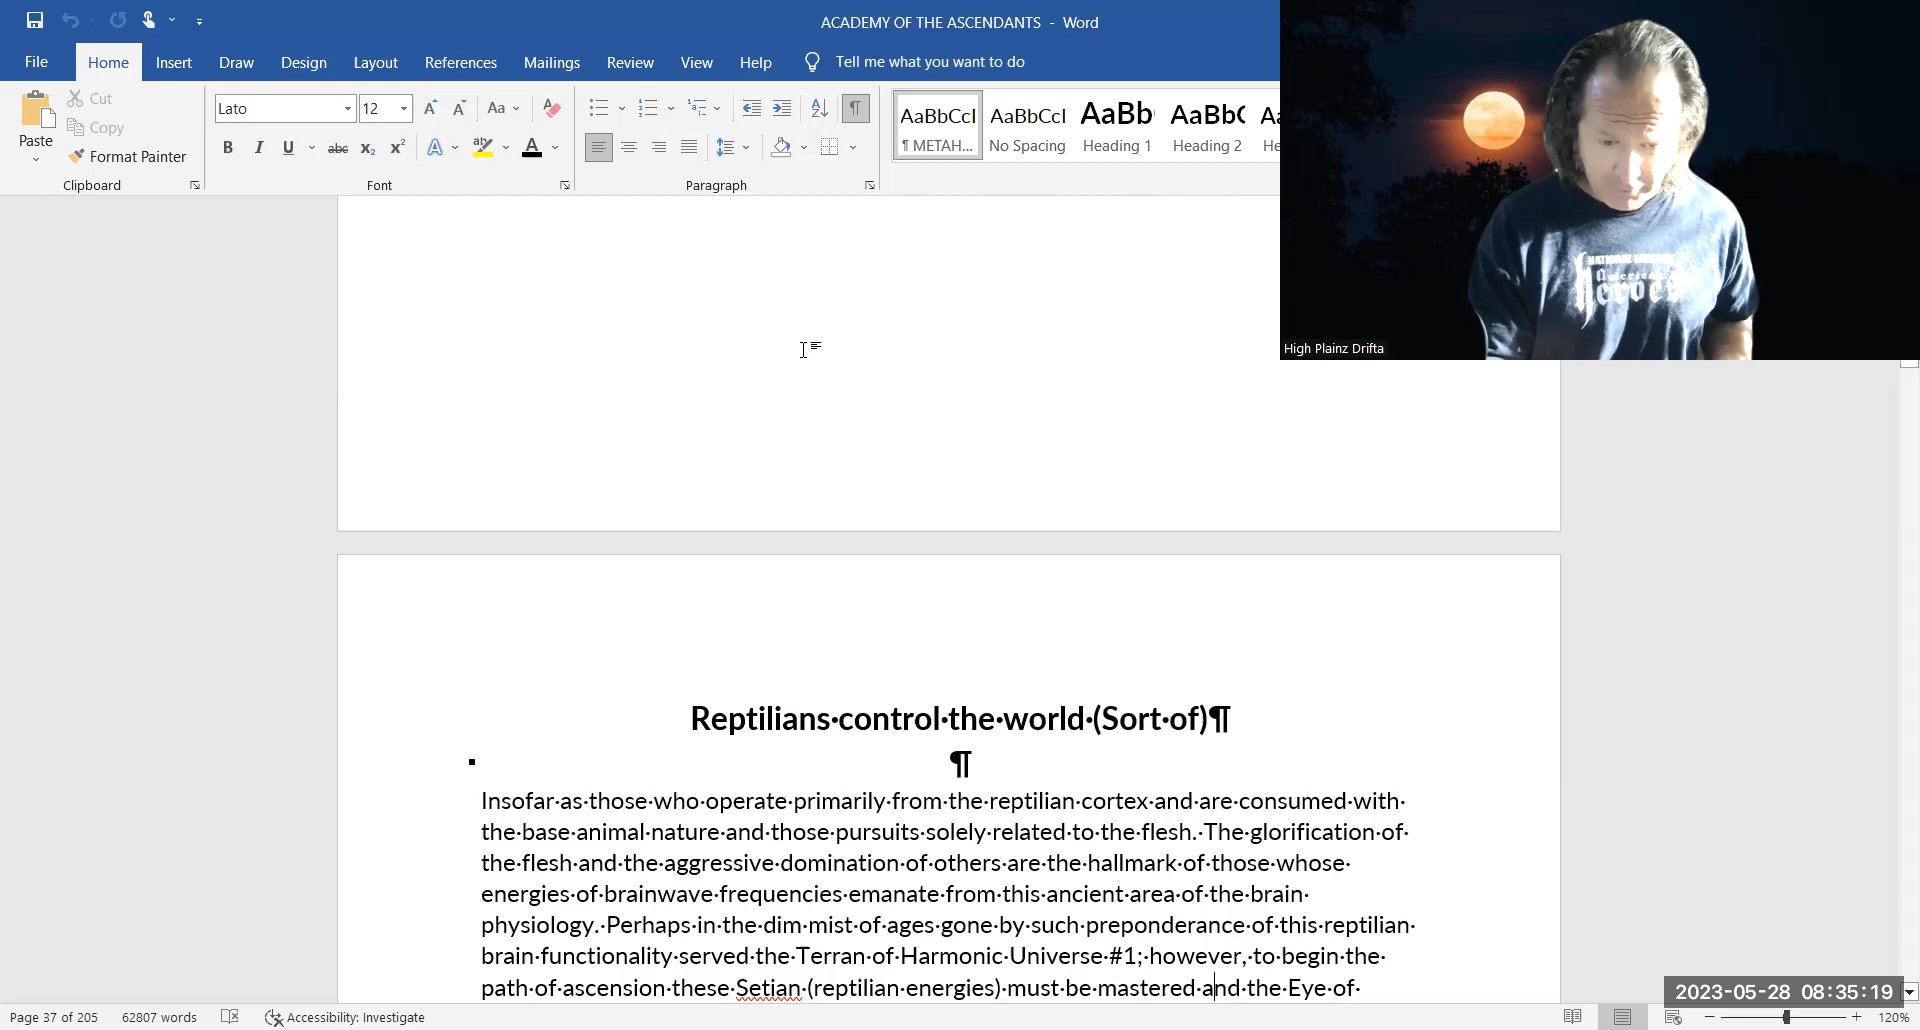 ACADEMY OF THE ASCENDANTS - Word
File Home Insert Draw Design Layout References Mailings Review View Help Tell me what you want to do
Paste
Cut
Copy
Format Painter
Clipboard
Lato 12
Font
Paragraph
AaBbCcI AaBbCcI AaBb AaBbC Aa
¶ METAH... No Spacing Heading 1 Heading 2 He
NATIONAL
American
Heroes
High Plainz Drifta
Reptilians·control·the·world·(Sort·of)¶
¶
Insofar·as·those·who·operate·primarily·from·the·reptilian·cortex·and·are·consumed·with·
the·base·animal·nature·and·those·pursuits·solely·related·to·the·flesh.·The·glorification·of·
the·flesh·and·the·aggressive·domination·of·others·are·the·hallmark·of·those·whose·
energies·of·brainwave·frequencies·emanate·from·this·ancient·area·of·the·brain·
physiology.·Perhaps·in·the·dim·mist·of·ages·gone·by·such·preponderance·of·this·reptilian·
brain·functionality·served·the·Terran·of·Harmonic·Universe·#1;·however,·to·begin·the·
path·of·ascension·these·Setian·(reptilian·energies)·must·be·mastered·and·the·Eye·of·
2023-05-28 08:35:19
Page 37 of 205 62807 words Accessibility: Investigate 120%